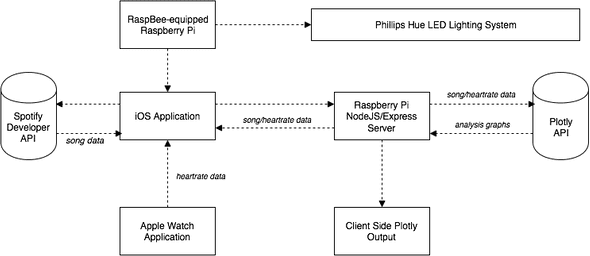 RaspBee-equipped
Raspberry Pi
Phillips Hue LED Lighting System
Spotify
Developer
API
iOS Application
Raspberry Pi
NodeJS/Express
Server
Plotly
API
song/heartrate data
song/heartrate data
analysis graphs
song data
heartrate data
Apple Watch
Application
Client Side Plotly
Output